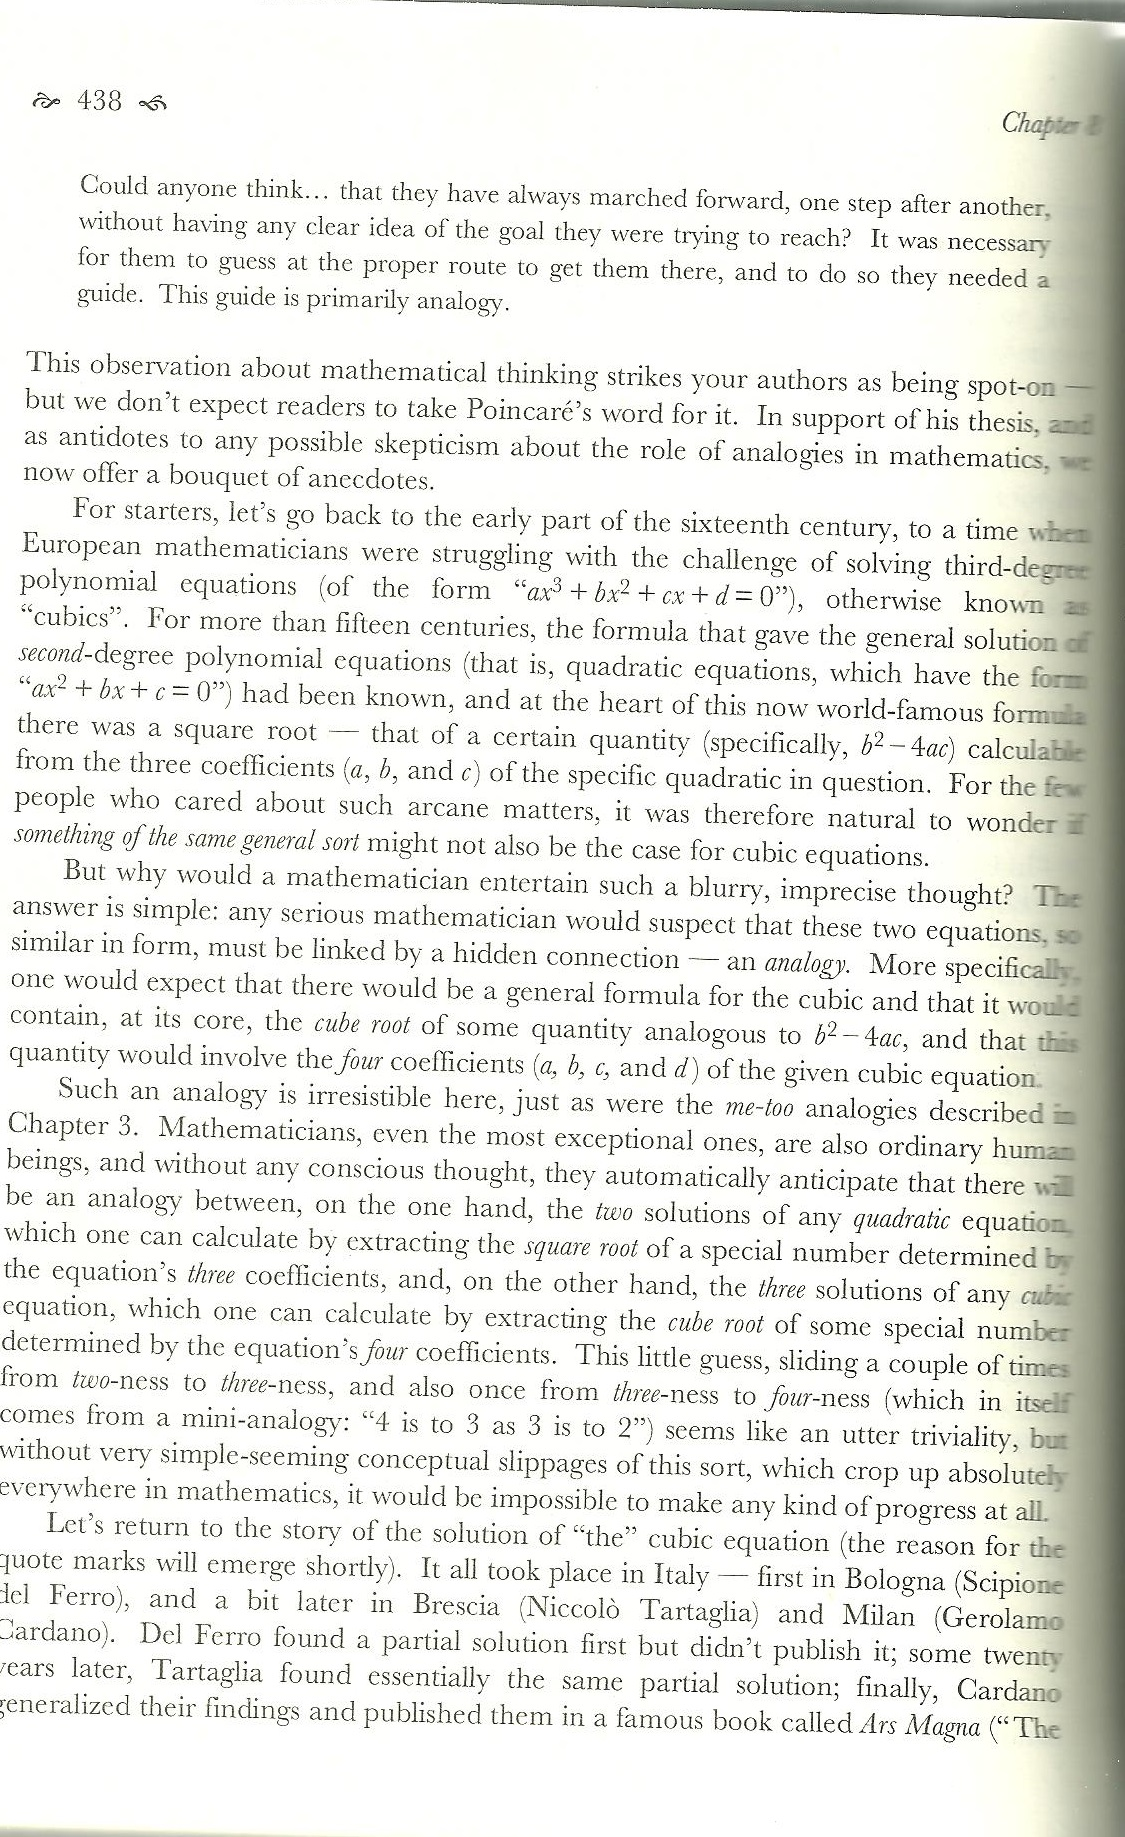 438
Chapter 8
Could anyone think... that they have always marched forward, one step after another,
without having any clear idea of the goal they were trying to reach? It was necessary
for them to guess at the proper route to get them there, and to do so they needed a
guide. This guide is primarily analogy.
This observation about mathematical thinking strikes your authors as being spot-on —
but we don't expect readers to take Poincaré's word for it. In support of his thesis, and
as antidotes to any possible skepticism about the role of analogies in mathematics, we
now offer a bouquet of anecdotes.
For starters, let's go back to the early part of the sixteenth century, to a time when
European mathematicians were struggling with the challenge of solving third-degree
polynomial equations (of the form "ax³ + bx² + cx + d = 0"), otherwise known as
"cubics". For more than fifteen centuries, the formula that gave the general solution of
second-degree polynomial equations (that is, quadratic equations, which have the form
"ax² + bx + c = 0") had been known, and at the heart of this now world-famous formula
there was a square root — that of a certain quantity (specifically, b² – 4ac) calculable
from the three coefficients (a, b, and c) of the specific quadratic in question. For the few
people who cared about such arcane matters, it was therefore natural to wonder if
something of the same general sort might not also be the case for cubic equations.
But why would a mathematician entertain such a blurry, imprecise thought? The
answer is simple: any serious mathematician would suspect that these two equations, so
similar in form, must be linked by a hidden connection — an analogy. More specifically,
one would expect that there would be a general formula for the cubic and that it would
contain, at its core, the cube root of some quantity analogous to b² – 4ac, and that this
quantity would involve the four coefficients (a, b, c, and d) of the given cubic equation.
Such an analogy is irresistible here, just as were the me-too analogies described in
Chapter 3. Mathematicians, even the most exceptional ones, are also ordinary human
beings, and without any conscious thought, they automatically anticipate that there will
be an analogy between, on the one hand, the two solutions of any quadratic equation,
which one can calculate by extracting the square root of a special number determined by
the equation's three coefficients, and, on the other hand, the three solutions of any cubic
equation, which one can calculate by extracting the cube root of some special number
determined by the equation's four coefficients. This little guess, sliding a couple of times
from two-ness to three-ness, and also once from three-ness to four-ness (which in itself
comes from a mini-analogy: "4 is to 3 as 3 is to 2") seems like an utter triviality, but
without very simple-seeming conceptual slippages of this sort, which crop up absolutely
everywhere in mathematics, it would be impossible to make any kind of progress at all.
Let's return to the story of the solution of "the" cubic equation (the reason for the
quote marks will emerge shortly). It all took place in Italy — first in Bologna (Scipione
del Ferro), and a bit later in Brescia (Niccolò Tartaglia) and Milan (Gerolamo
Cardano). Del Ferro found a partial solution first but didn't publish it; some twenty
years later, Tartaglia found essentially the same partial solution; finally, Cardano
generalized their findings and published them in a famous book called Ars Magna ("The